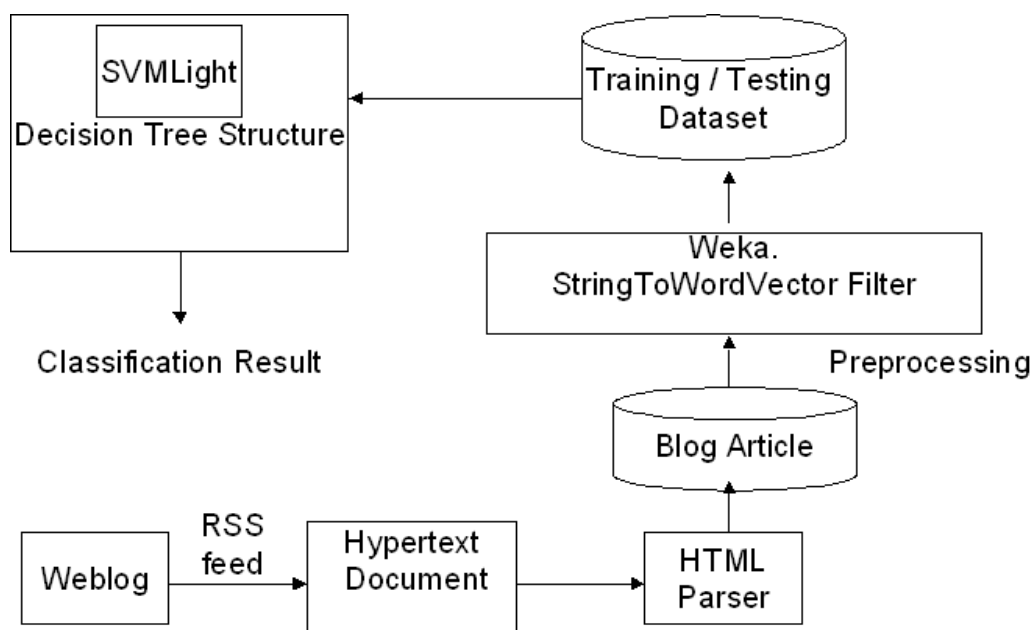 SVMLight
Decision Tree Structure
Training / Testing
Dataset
Weka.
StringToWordVector Filter
Classification Result
Preprocessing
Blog Article
RSS
feed
Weblog
Hypertext
Document
HTML
Parser